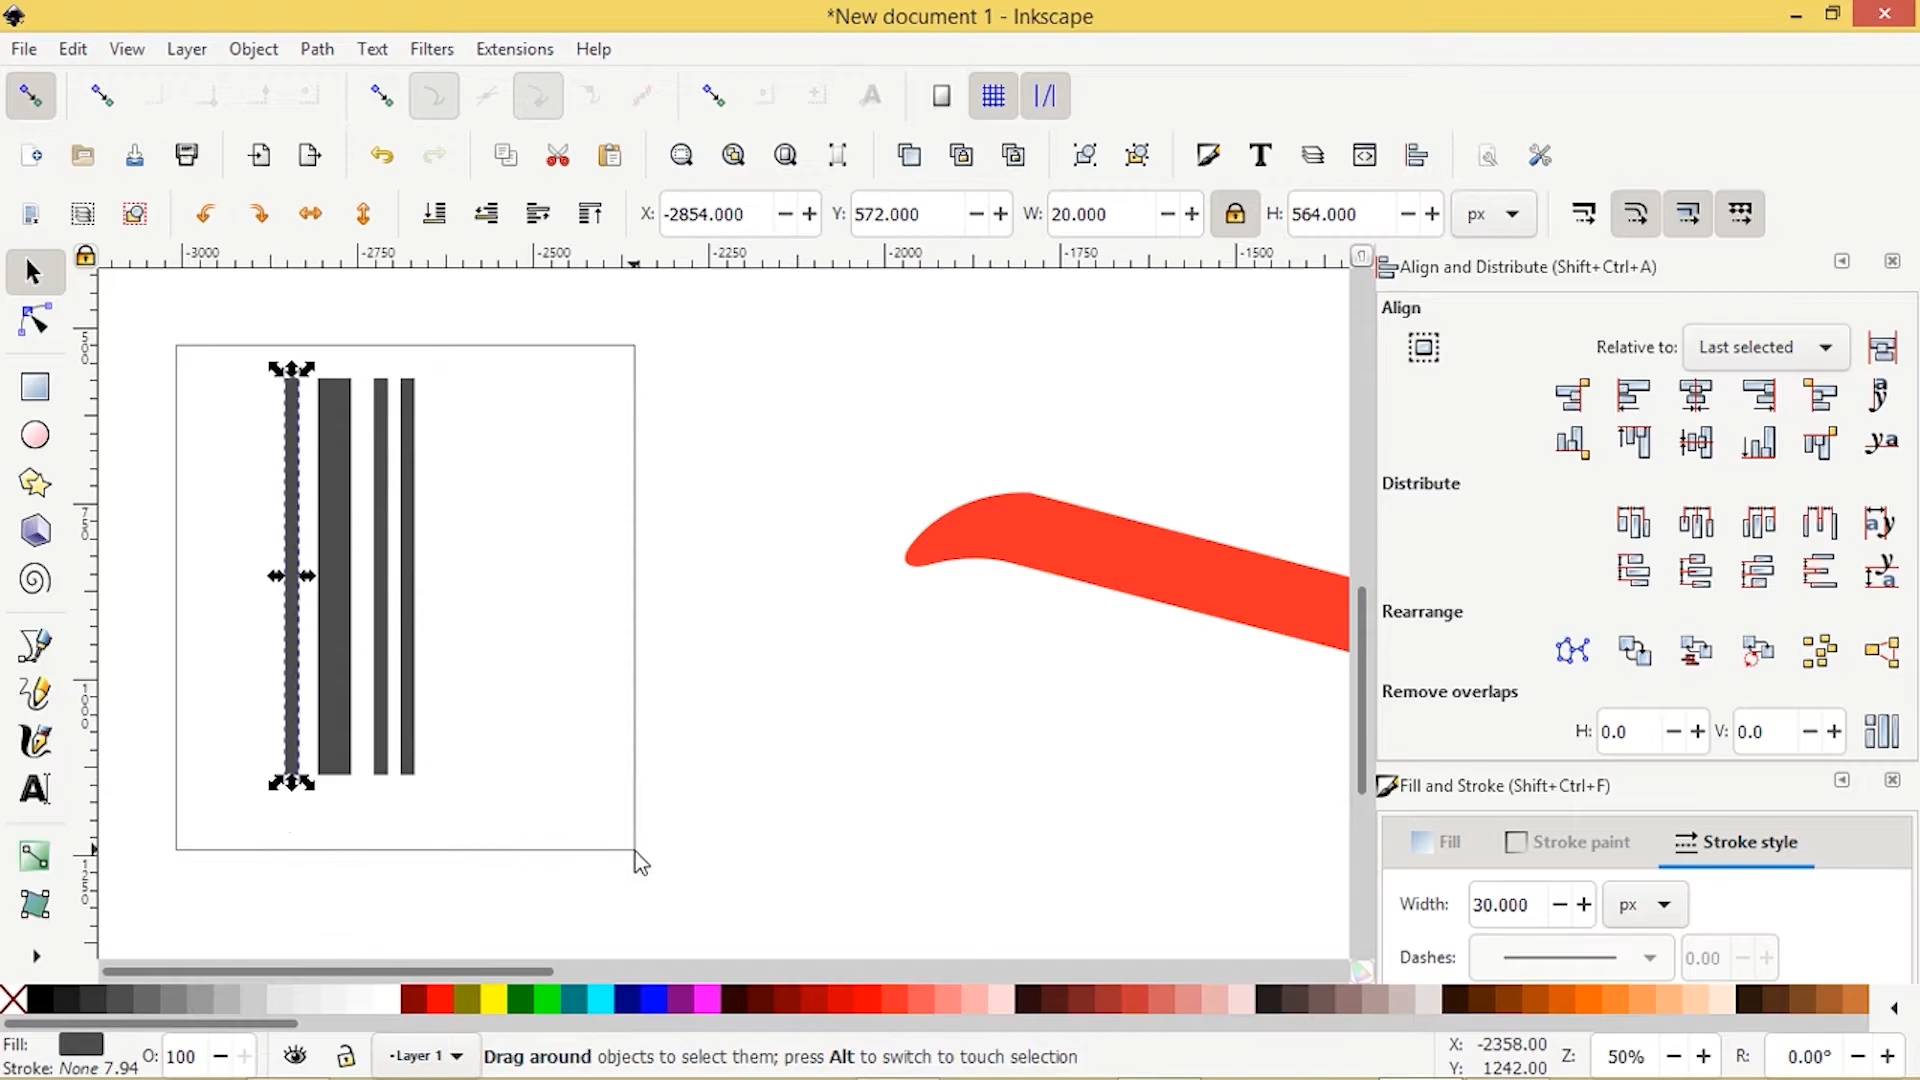 *New document 1 - Inkscape
File Edit View Layer Object Path Text Filters Extensions Help
X: -2854.000 Y: 572.000 W: 20.000 H: 564.000 px
-3000 -2750 -2500 -2250 -2000 -1750 -1500
Align and Distribute (Shift+Ctrl+A)
Align
Relative to: Last selected
Distribute
Rearrange
Remove overlaps
H: 0.0 V: 0.0
Fill and Stroke (Shift+Ctrl+F)
Fill Stroke paint Stroke style
Width: 30.000 px
Dashes: 0.00
500
750
1000
1250
Fill:
Stroke: None 7.94
O: 100
Layer 1
Drag around objects to select them; press Alt to switch to touch selection
X: -2358.00
Y: 1242.00
Z: 50%
R: 0.00°